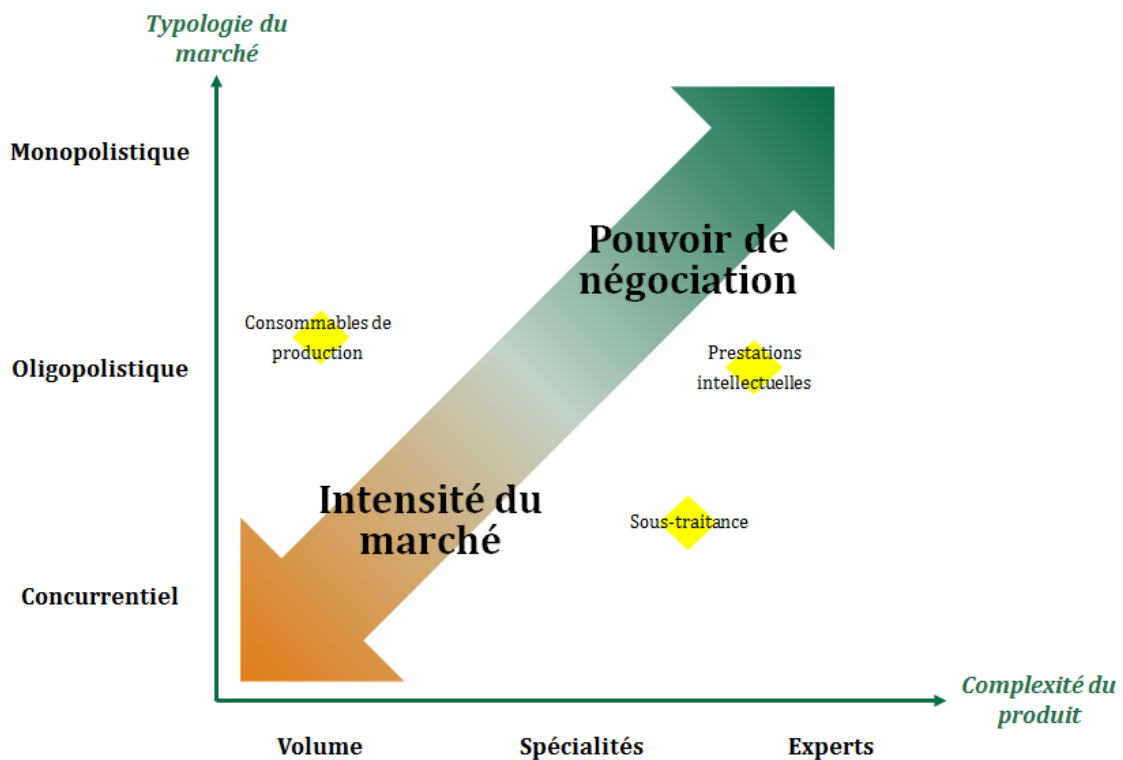 Typologie du
marché
Monopolistique
Pouvoir de
négociation
Consommables de
production
Prestations
intellectuelles
Oligopolistique
Intensité du
marché
Sous-traitance
Concurrentiel
Complexité du
produit
Volume
Spécialités
Experts